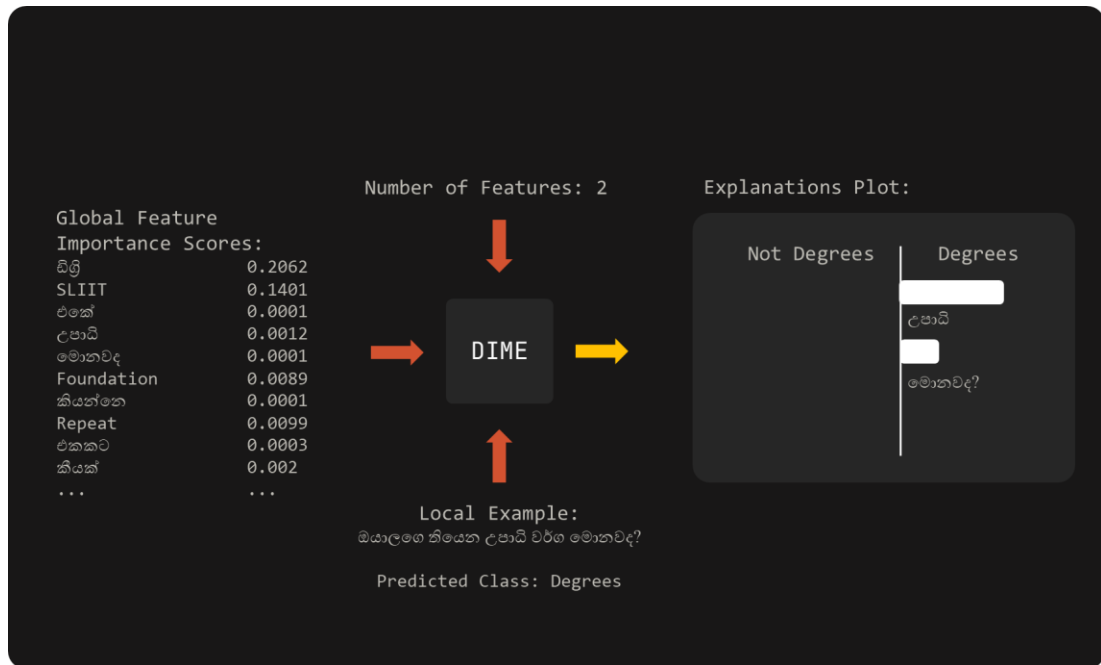 Number of Features: 2
Explanations Plot:
Global Feature
Importance Scores:
ඩිග්‍රි 0.2062
SLIIT 0.1401
එකේ 0.0001
උපාධි 0.0012
මොනවද 0.0001
Foundation 0.0089
කියන්නෙ 0.0001
Repeat 0.0099
එකකට 0.0003
කීයක් 0.002
... ...
DIME
Not Degrees Degrees
උපාධි
මොනවද?
Local Example:
ඔයාලගෙ තියෙන උපාධි වර්ග මොනවද?
Predicted Class: Degrees